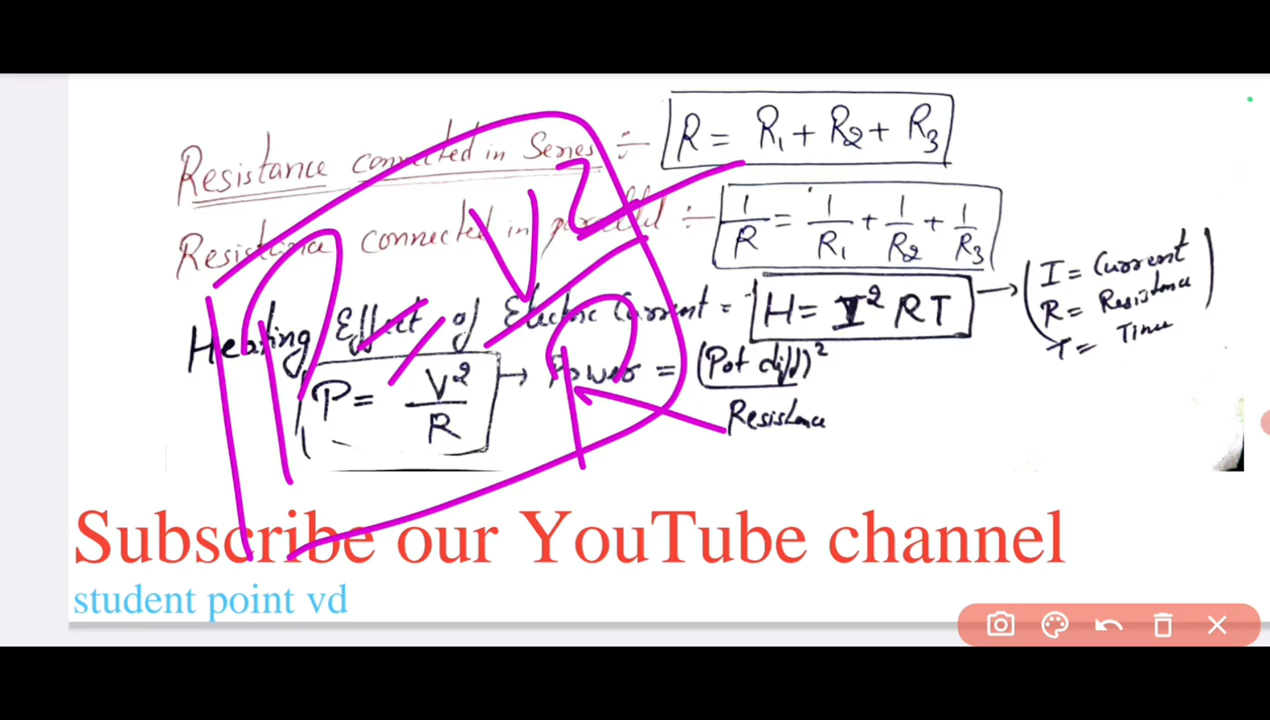 Resistance connected in Series ÷ R = R₁ + R₂ + R₃
Resistance connected in parallel ÷ 1/R = 1/R₁ + 1/R₂ + 1/R₃
Heating Effect of Electric Current = H = I² RT → (I = Current
R = Resistance
T = Time)
P = V²/R → Power = (Pot diff)²/Resistance
P = V²/R
Subscribe our YouTube channel
student point vd